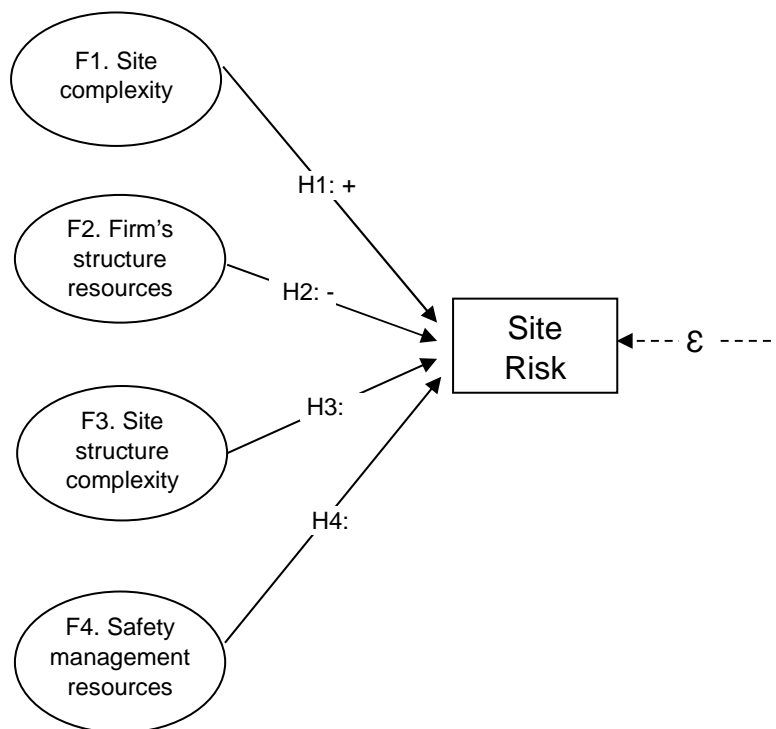 F1. Site
complexity
H1: +
F2. Firm's
structure
resources
H2: -
Site
Risk
ε
F3. Site
structure
complexity
H3:
H4:
F4. Safety
management
resources